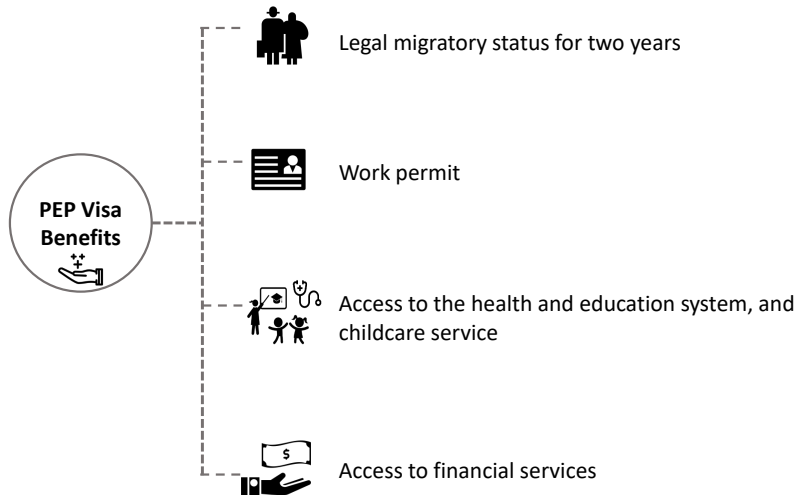 Legal migratory status for two years
Work permit
PEP Visa
Benefits
Access to the health and education system, and
childcare service
$
Access to financial services